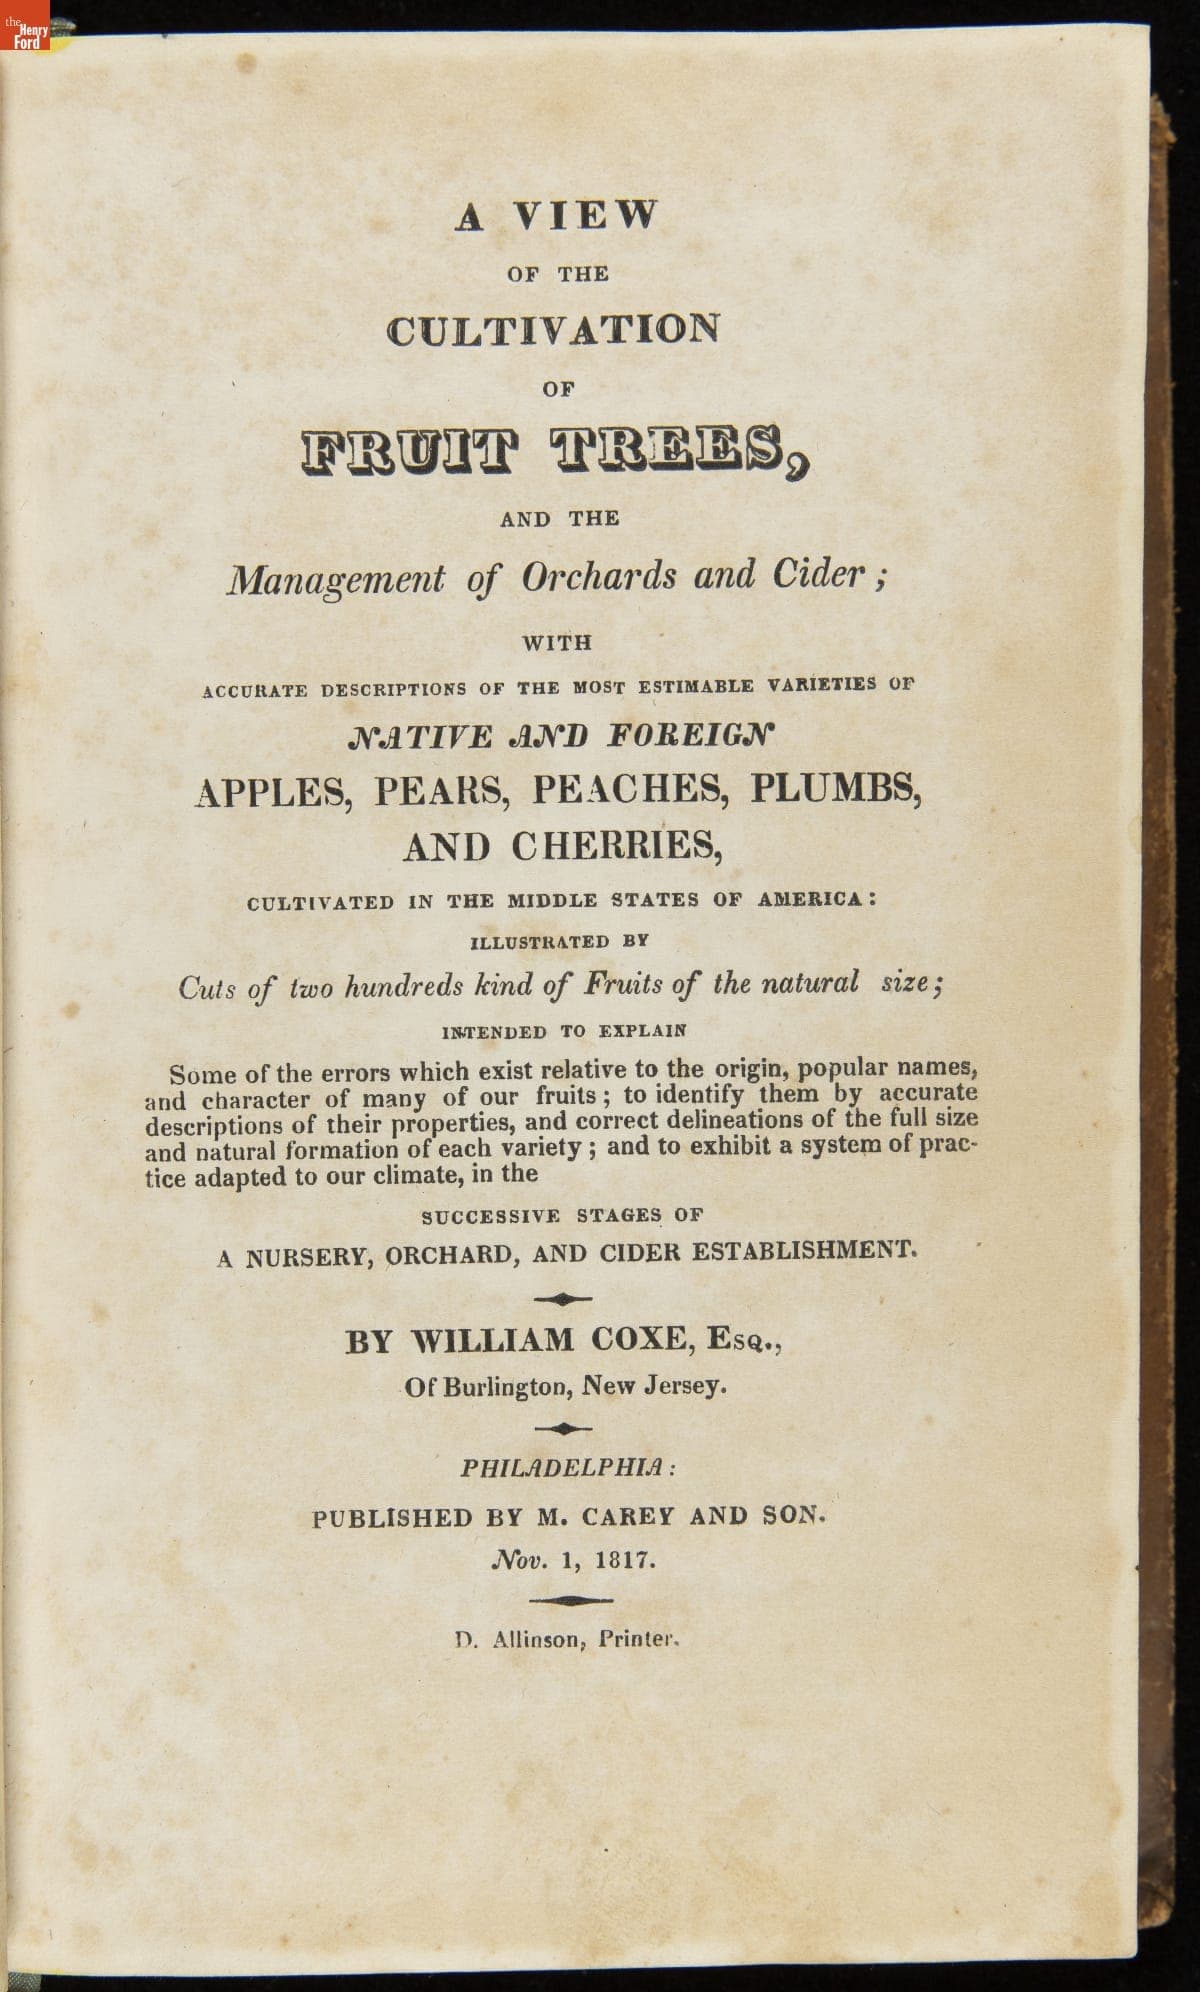 the
Henry
Ford
A VIEW
OF THE
CULTIVATION
OF
FRUIT TREES,
AND THE
Management of Orchards and Cider;
WITH
ACCURATE DESCRIPTIONS OF THE MOST ESTIMABLE VARIETIES OF
NATIVE AND FOREIGN
APPLES, PEARS, PEACHES, PLUMBS,
AND CHERRIES,
CULTIVATED IN THE MIDDLE STATES OF AMERICA:
ILLUSTRATED BY
Cuts of two hundreds kind of Fruits of the natural size;
INTENDED TO EXPLAIN
Some of the errors which exist relative to the origin, popular names,
and character of many of our fruits; to identify them by accurate
descriptions of their properties, and correct delineations of the full size
and natural formation of each variety; and to exhibit a system of prac-
tice adapted to our climate, in the
SUCCESSIVE STAGES OF
A NURSERY, ORCHARD, AND CIDER ESTABLISHMENT.
BY WILLIAM COXE, Esq.,
Of Burlington, New Jersey.
PHILADELPHIA:
PUBLISHED BY M. CAREY AND SON.
Nov. 1, 1817.
D. Allinson, Printer.